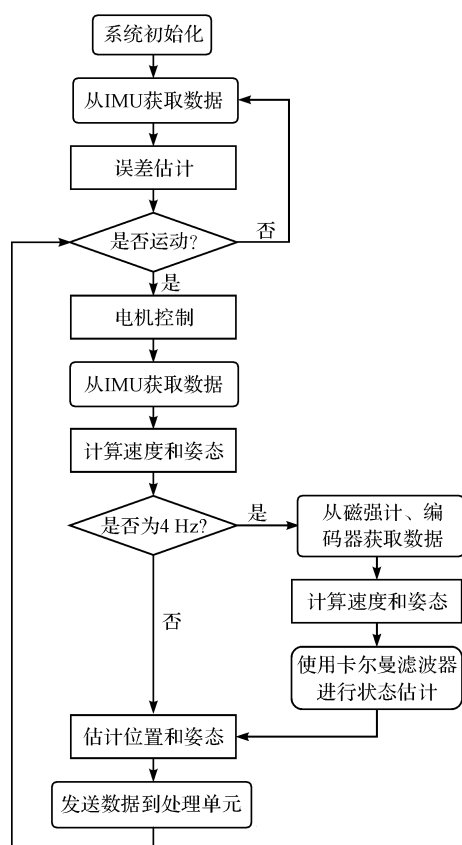 系统初始化
从IMU获取数据
误差估计
是否运动?
否
是
电机控制
从IMU获取数据
计算速度和姿态
是否为4 Hz?
是
从磁强计、编
码器获取数据
计算速度和姿态
使用卡尔曼滤波器
进行状态估计
否
估计位置和姿态
发送数据到处理单元